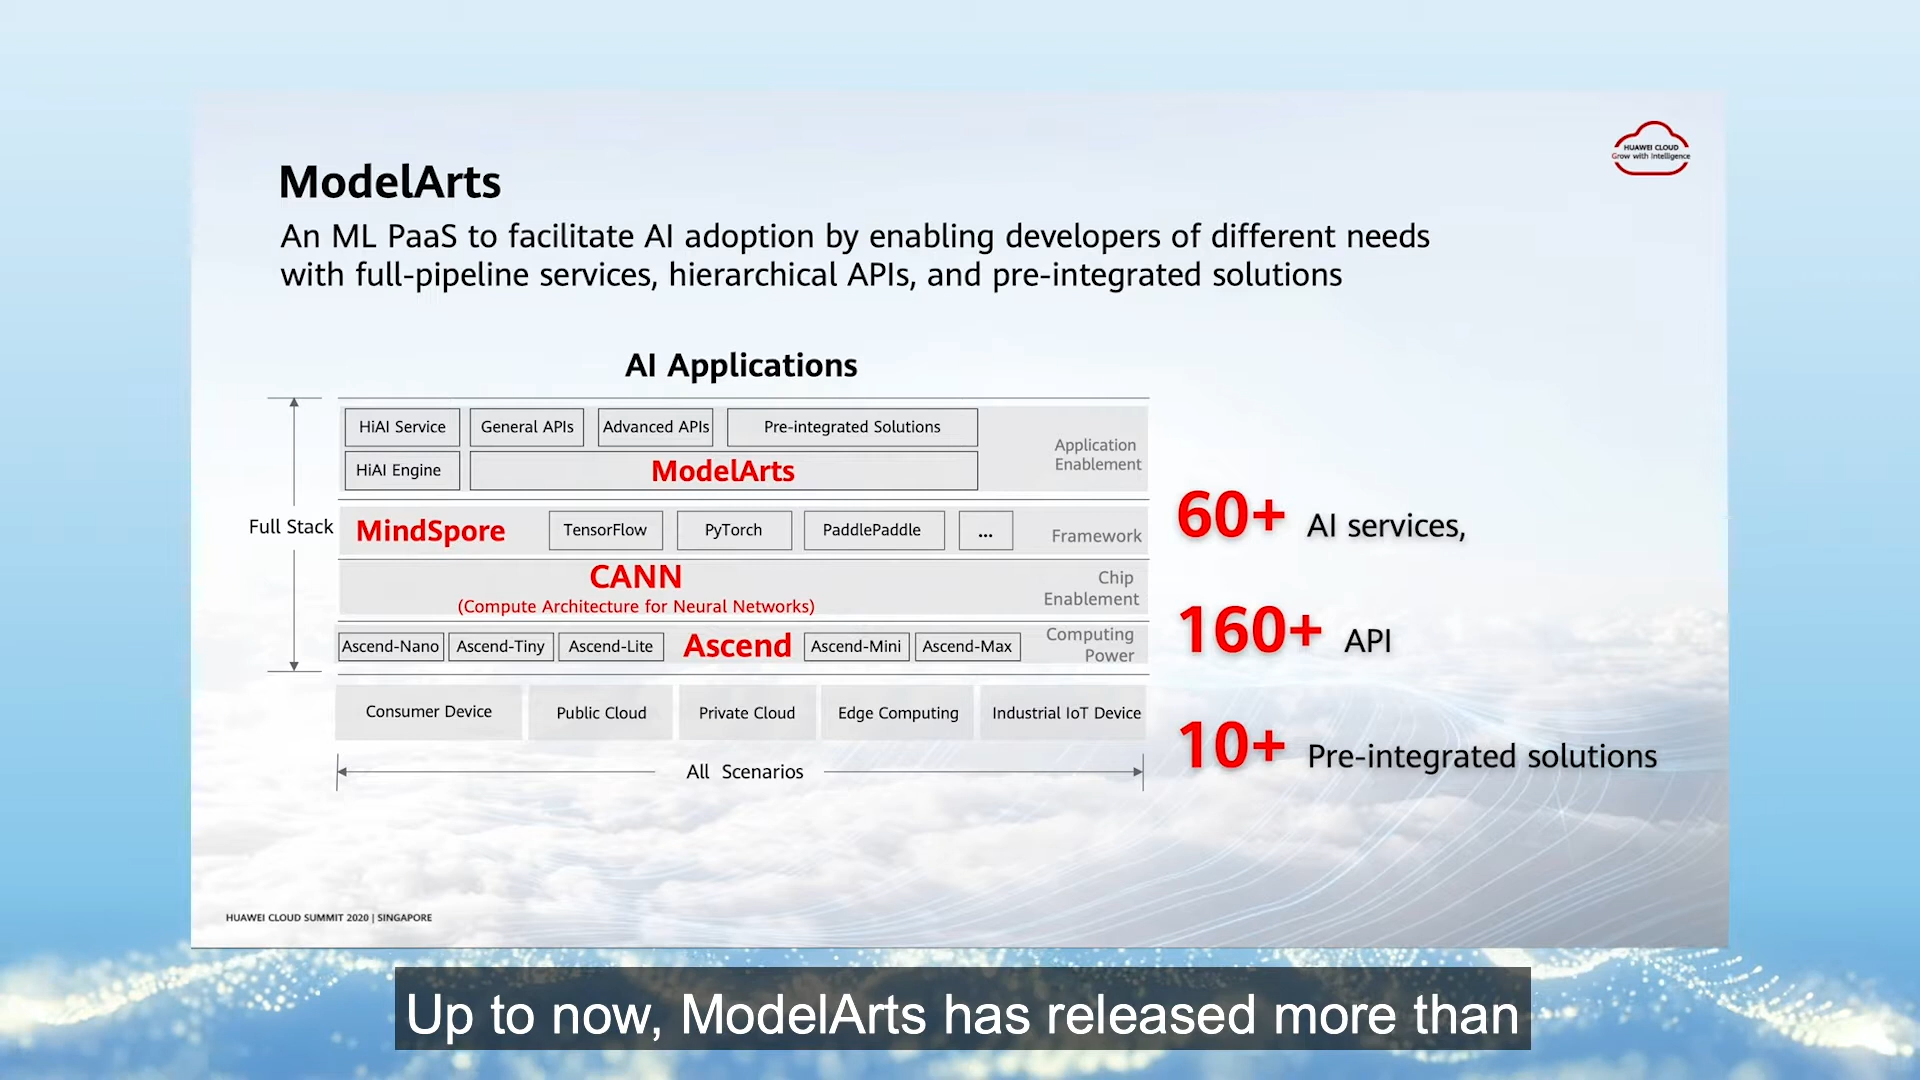 HUAWEI CLOUD
Grow with Intelligence
ModelArts
An ML PaaS to facilitate AI adoption by enabling developers of different needs
with full-pipeline services, hierarchical APIs, and pre-integrated solutions
AI Applications
HiAI Service
General APIs
Advanced APIs
Pre-integrated Solutions
HiAI Engine
ModelArts
Application
Enablement
Full Stack
MindSpore
TensorFlow
PyTorch
PaddlePaddle
...
Framework
CANN
(Compute Architecture for Neural Networks)
Chip
Enablement
Ascend-Nano
Ascend-Tiny
Ascend-Lite
Ascend
Ascend-Mini
Ascend-Max
Computing
Power
Consumer Device
Public Cloud
Private Cloud
Edge Computing
Industrial IoT Device
All Scenarios
60+ AI services,
160+ API
10+ Pre-integrated solutions
HUAWEI CLOUD SUMMIT 2020 | SINGAPORE
Up to now, ModelArts has released more than